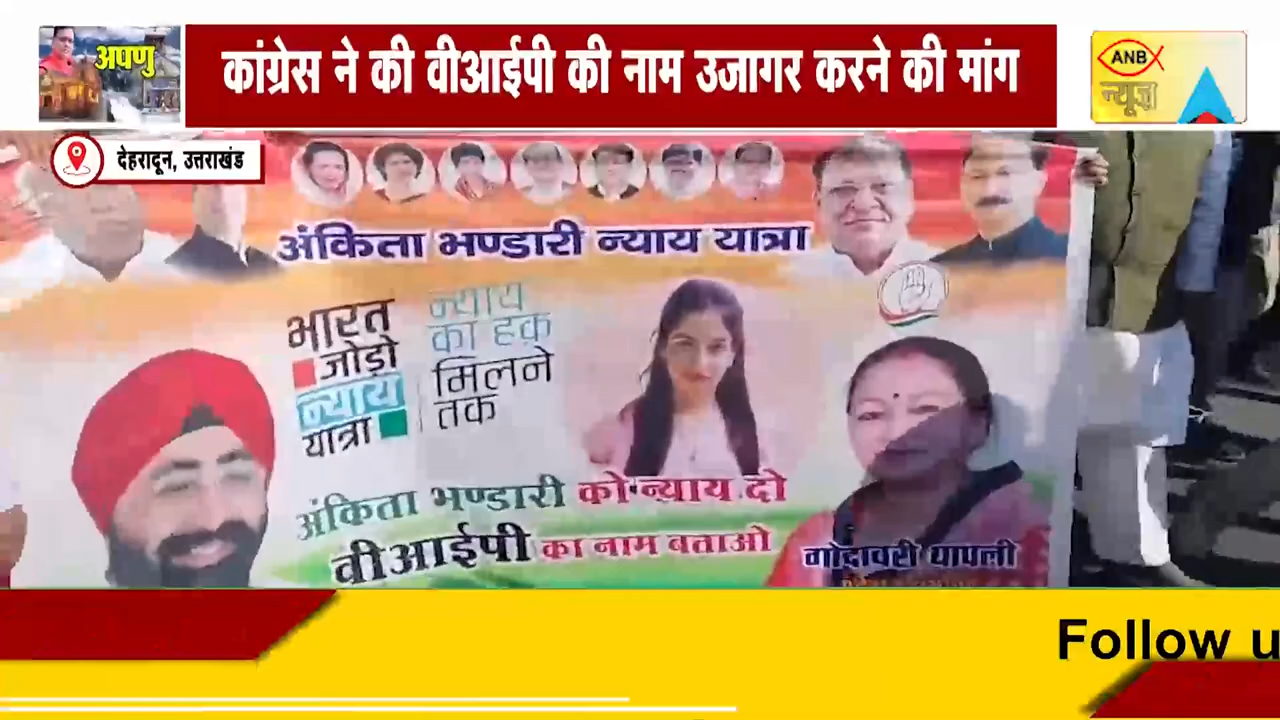 अपणु
कांग्रेस ने की वीआईपी की नाम उजागर करने की मांग
ANB
न्यूज़
देहरादून, उत्तराखंड
अंकिता भण्डारी न्याय यात्रा
भारत
जोड़ो
न्याय
यात्रा
न्याय
का हक़
मिलने
तक
अंकिता भण्डारी को न्याय दो
वीआईपी का नाम बताओ
गोदावरी थापली
Follow u